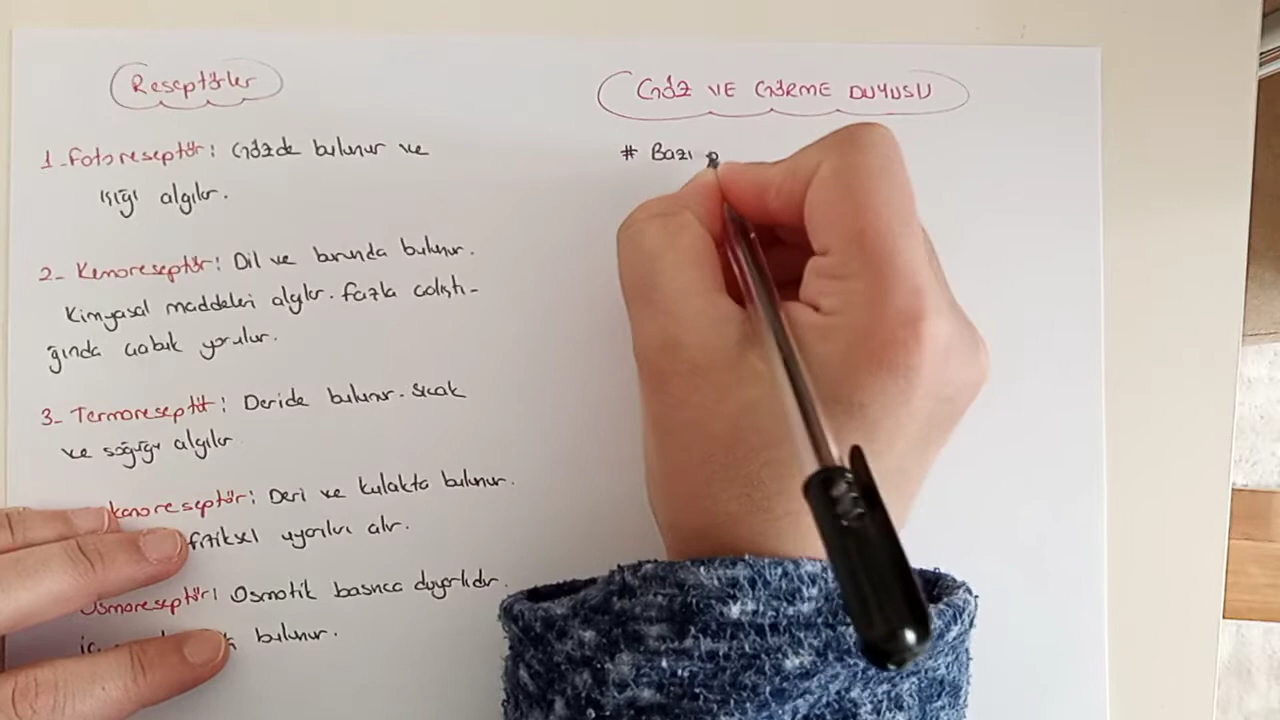 Reseptörler
1-Fotoreseptör: Gözde bulunur ve
ışığı algılar.
2- Kemoreseptör: Dil ve burunda bulunur.
Kimyasal maddeleri algılar. Fazla çalıştı-
ğında çabuk yorulur.
3- Termoreseptör: Deride bulunur. Sıcak
ve soğuğu algılar
kanoreseptör: Deri ve kulakta bulunur.
fiziksel uyarıları alır.
Osmoreseptör: Osmotik basınca duyarlıdır.
bulunur.
GÖZ VE GÖRME DUYUSU
# Bazı